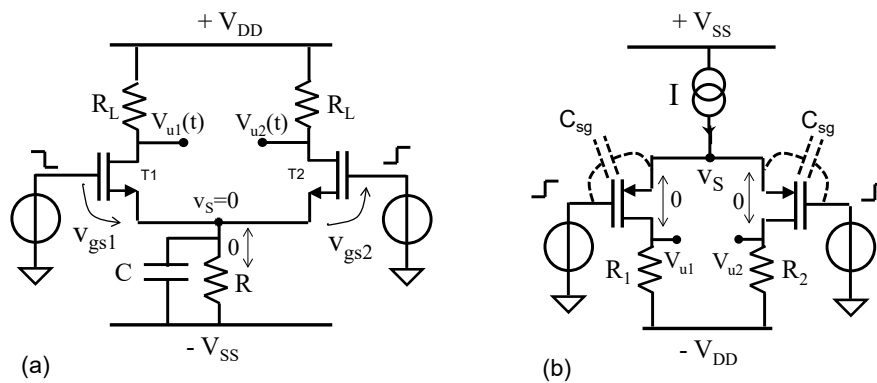 + V_DD
R_L
R_L
V_u1(t)
V_u2(t)
T1
T2
v_S=0
v_gs1
v_gs2
0
C
R
- V_SS
(a)
+ V_SS
I
C_sg
C_sg
v_S
0
0
V_u1
V_u2
R_1
R_2
- V_DD
(b)